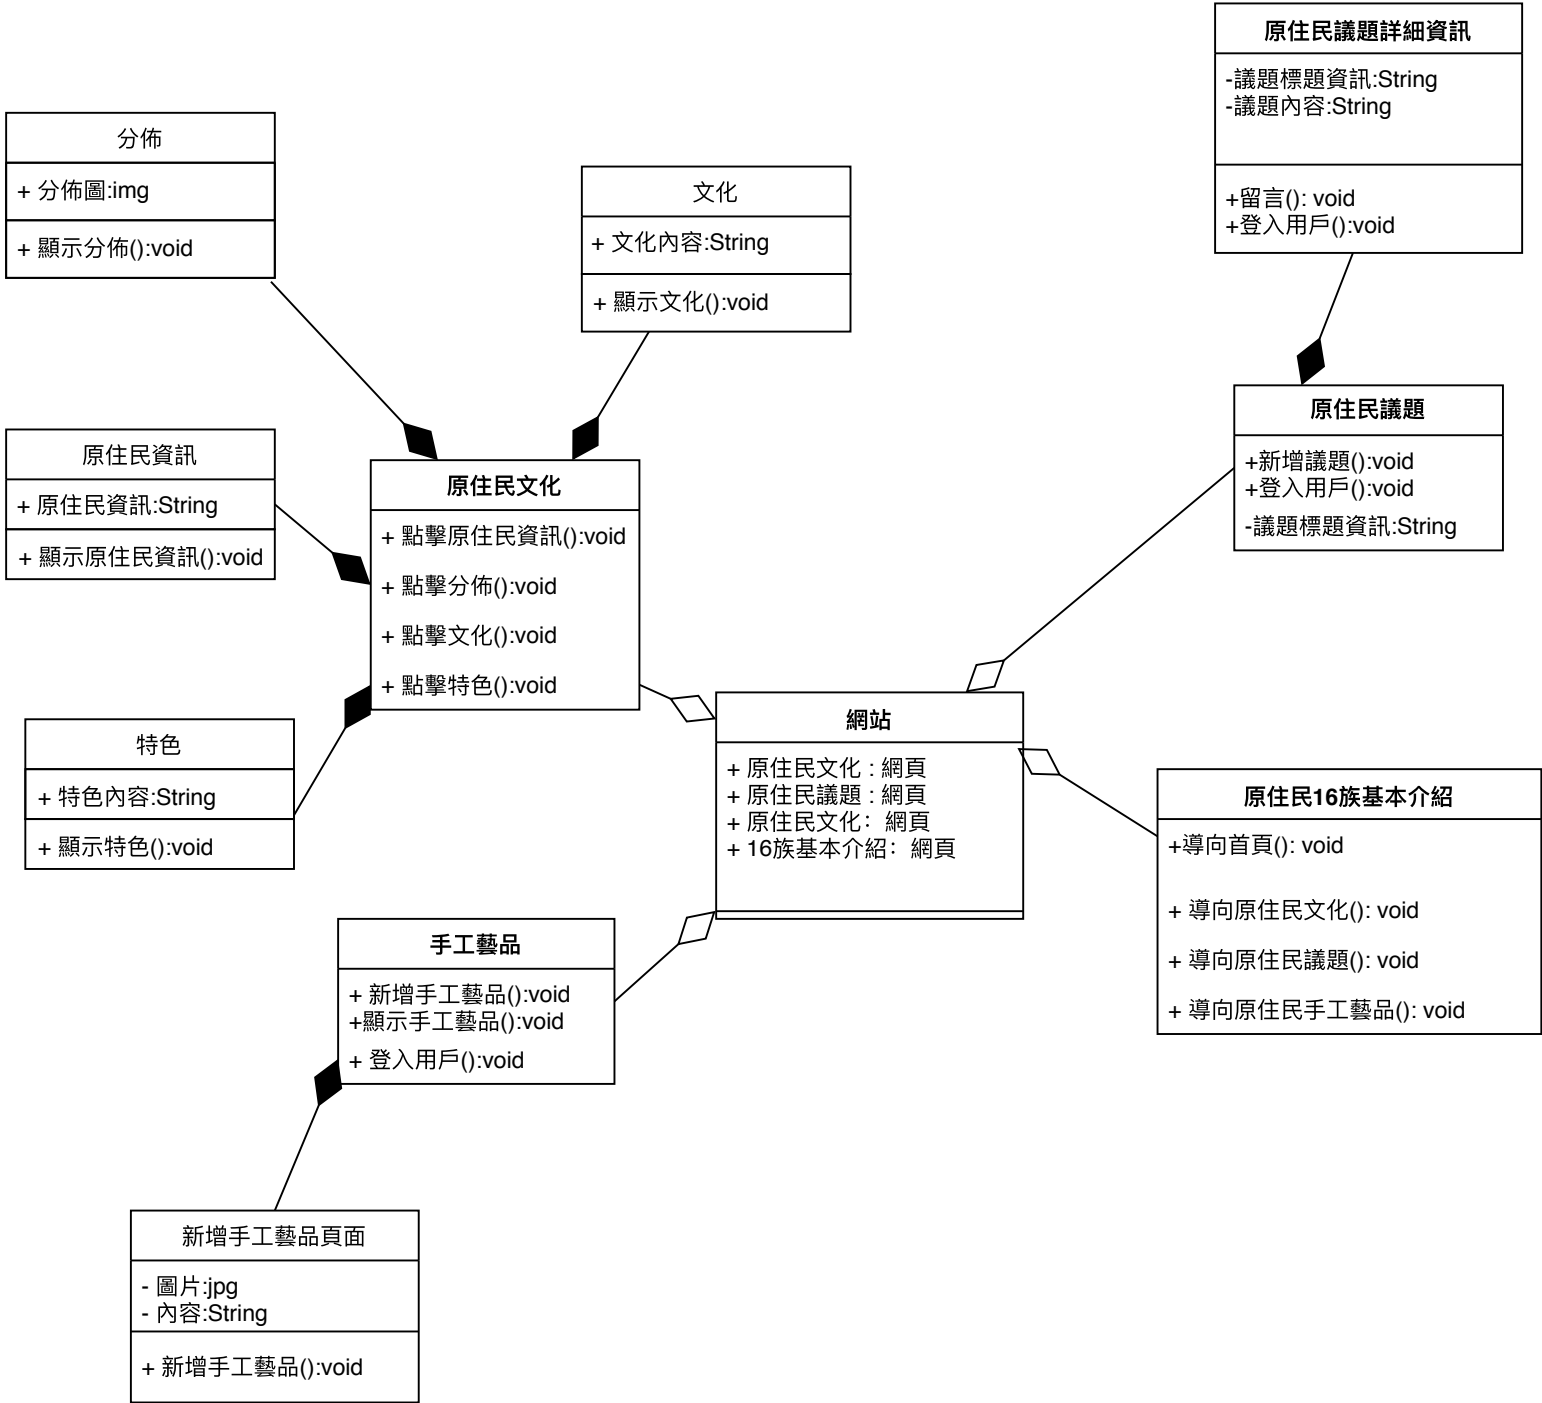 原住民議題詳細資訊
-議題標題資訊:String
-議題內容:String
+留言(): void
+登入用戶():void
分佈
+ 分佈圖:img
+ 顯示分佈():void
文化
+ 文化內容:String
+ 顯示文化():void
原住民議題
+新增議題():void
+登入用戶():void
-議題標題資訊:String
原住民資訊
+ 原住民資訊:String
+ 顯示原住民資訊():void
原住民文化
+ 點擊原住民資訊():void
+ 點擊分佈():void
+ 點擊文化():void
+ 點擊特色():void
特色
+ 特色內容:String
+ 顯示特色():void
網站
+ 原住民文化 : 網頁
+ 原住民議題 : 網頁
+ 原住民文化：網頁
+ 16族基本介紹：網頁
原住民16族基本介紹
+導向首頁(): void
+ 導向原住民文化(): void
+ 導向原住民議題(): void
+ 導向原住民手工藝品(): void
手工藝品
+ 新增手工藝品():void
+顯示手工藝品():void
+ 登入用戶():void
新增手工藝品頁面
- 圖片:jpg
- 內容:String
+ 新增手工藝品():void